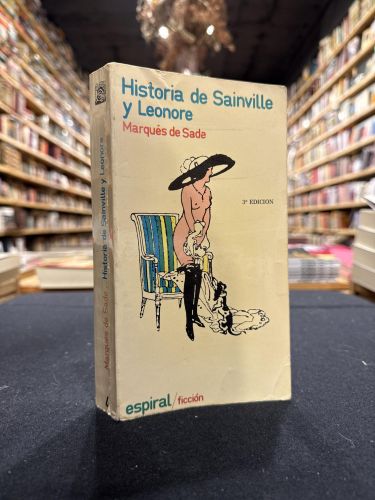 Historia de Sainville
y Leonore
Marqués de Sade
3ª EDICION
espiral/ficción
Marqués de Sade Historia de Sainville y Leonore